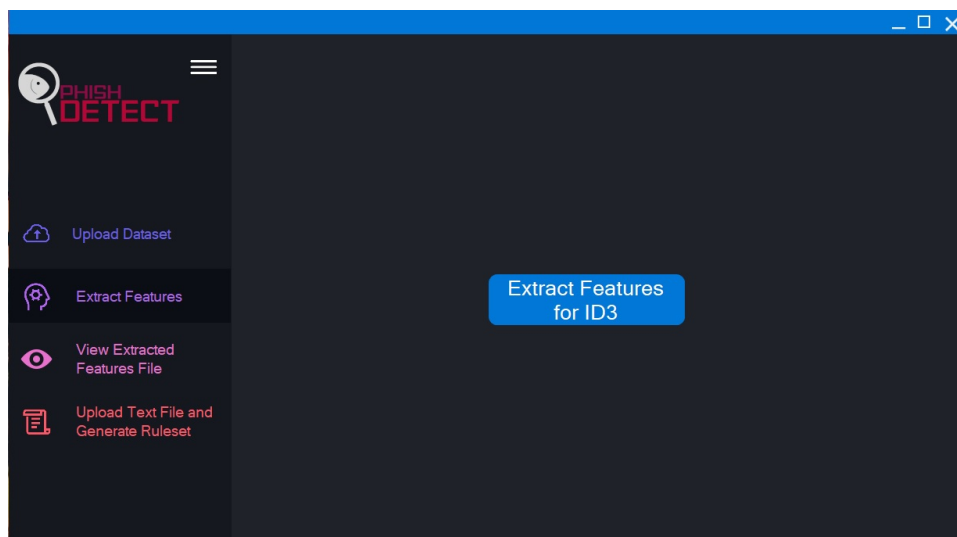 PHISH
DETECT
Upload Dataset
Extract Features
View Extracted
Features File
Upload Text File and
Generate Ruleset
Extract Features
for ID3